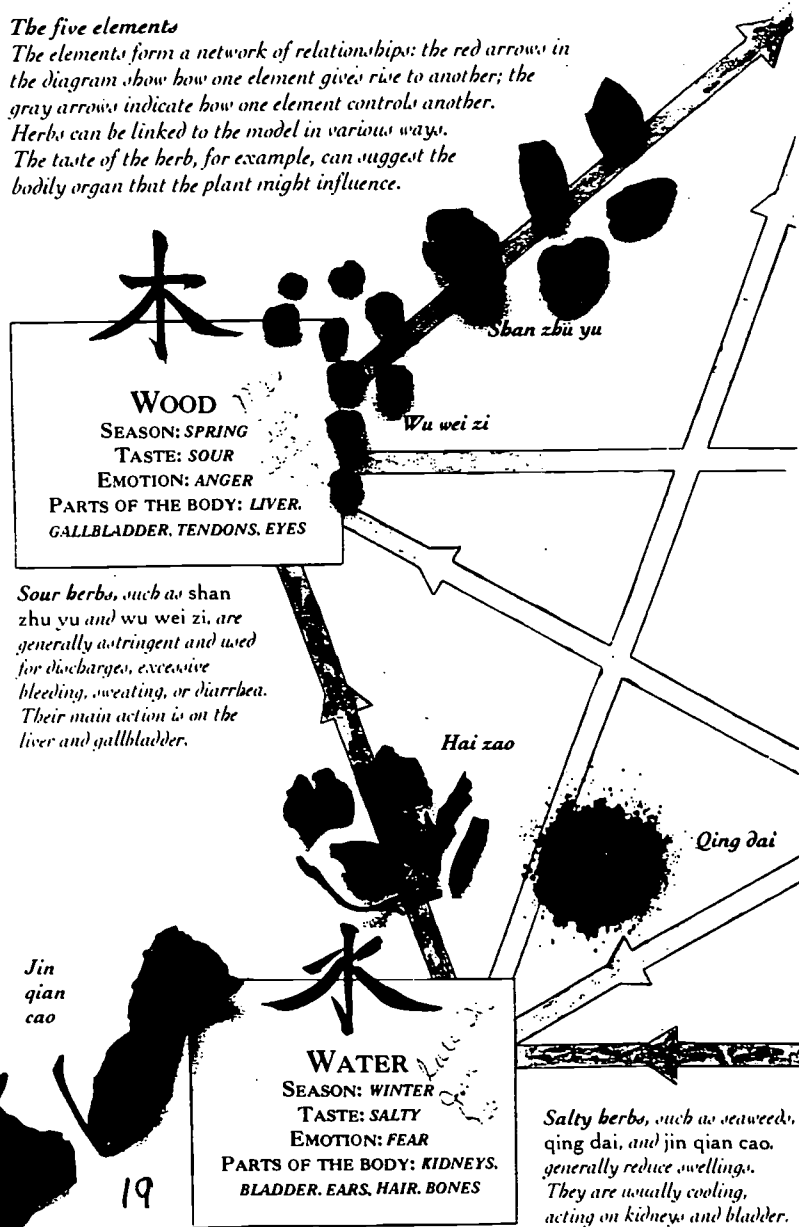 The five elements
The elements form a network of relationships: the red arrows in
the diagram show how one element gives rise to another; the
gray arrows indicate how one element controls another.
Herbs can be linked to the model in various ways.
The taste of the herb, for example, can suggest the
bodily organ that the plant might influence.
木
Shan zhu yu
WOOD
SEASON: SPRING
TASTE: SOUR
EMOTION: ANGER
PARTS OF THE BODY: LIVER,
GALLBLADDER, TENDONS, EYES
Wu wei zi
Sour herbs, such as shan
zhu yu and wu wei zi, are
generally astringent and used
for discharges, excessive
bleeding, sweating, or diarrhea.
Their main action is on the
liver and gallbladder.
Hai zao
Qing dai
Jin
qian
cao
水
WATER
SEASON: WINTER
TASTE: SALTY
EMOTION: FEAR
PARTS OF THE BODY: KIDNEYS,
BLADDER, EARS, HAIR, BONES
Salty herbs, such as seaweeds,
qing dai, and jin qian cao,
generally reduce swellings.
They are usually cooling,
acting on kidneys and bladder.
19